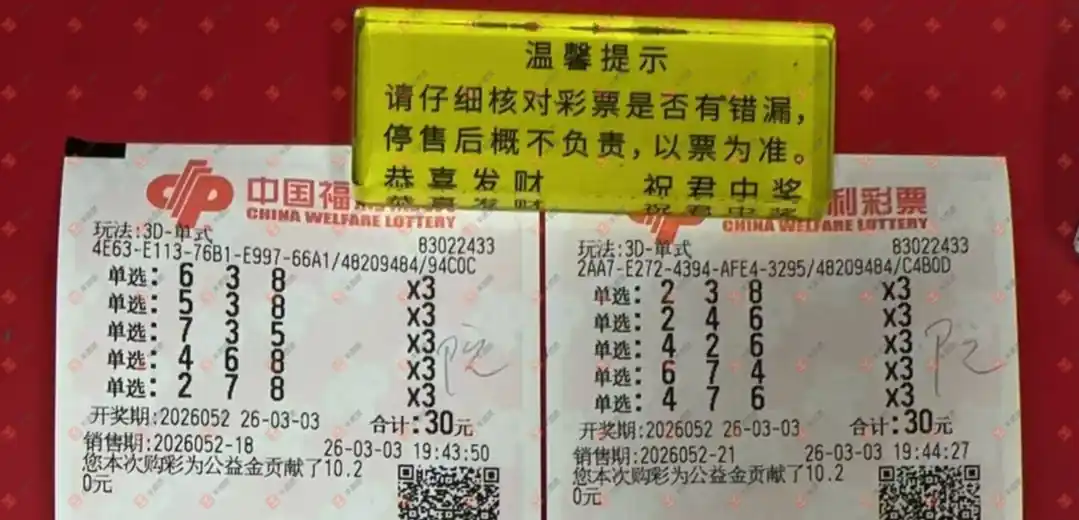 温馨提示
请仔细核对彩票是否有错漏,
停售后概不负责,以票为准。
恭喜发财 祝君中奖
中国福
CHINA WELFARE LOTTERY
玩法:3D-单式 83022433
4E63-E113-76B1-E997-66A1/48209484/94C0C
单选: 6 3 8 x3
单选: 5 3 8 x3
单选: 7 3 5 x3
单选: 4 6 8 x3
单选: 2 7 8 x3
开奖期:2026052 26-03-03 合计:30元
销售期:2026052-18 26-03-03 19:43:50
您本次购彩为公益金贡献了10.2
0元
利彩票
CHINA WELFARE LOTTERY
玩法:3D-单式 83022433
2AA7-E272-4394-AFE4-3295/48209484/C4B0D
单选: 2 3 8 x3
单选: 2 4 6 x3
单选: 4 2 6 x3
单选: 6 7 4 x3
单选: 4 7 6 x3
开奖期:2026052 26-03-03 合计:30元
销售期:2026052-21 26-03-03 19:44:27
您本次购彩为公益金贡献了10.2
0元